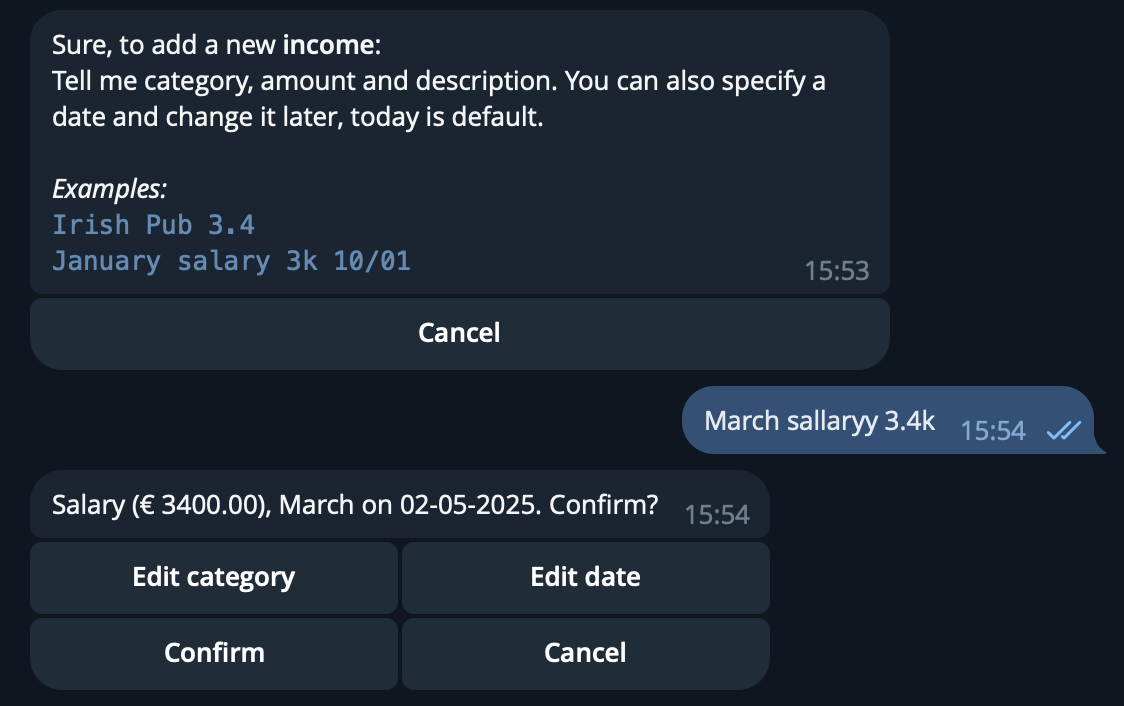 Sure, to add a new income:
Tell me category, amount and description. You can also specify a
date and change it later, today is default.
Examples:
Irish Pub 3.4
January salary 3k 10/01
15:53
Cancel
March sallaryy 3.4k 15:54
Salary (€ 3400.00), March on 02-05-2025. Confirm? 15:54
Edit category Edit date
Confirm Cancel